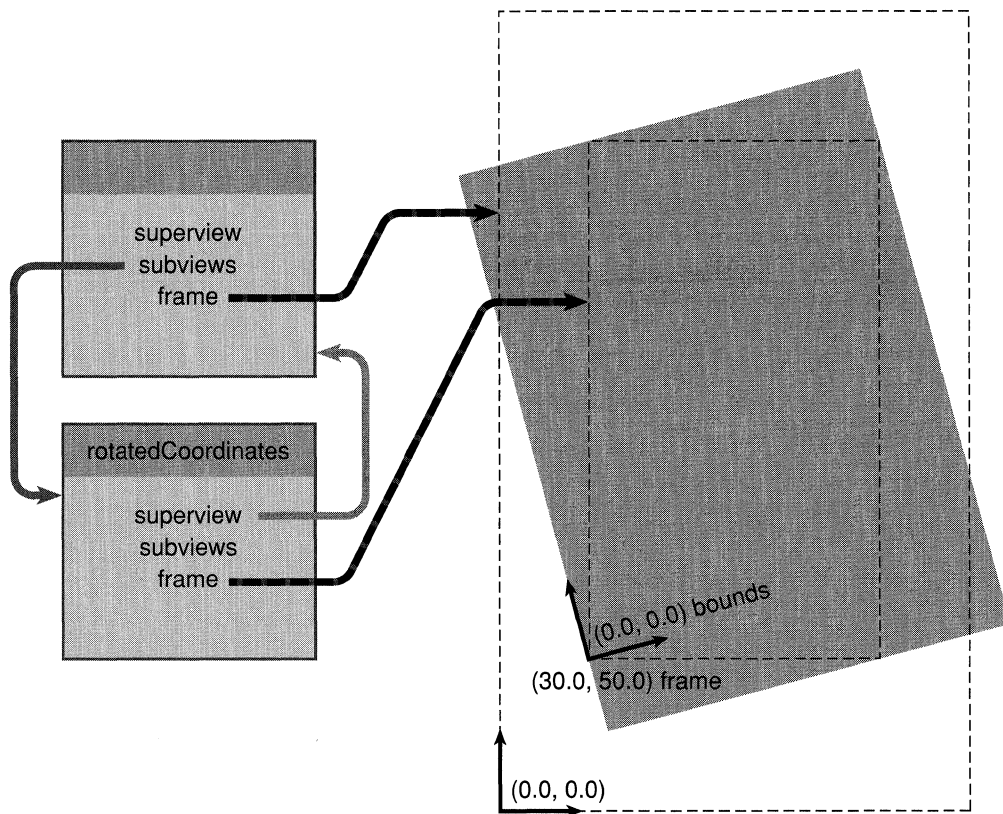 superview
subviews
frame
rotatedCoordinates
superview
subviews
frame
(0.0, 0.0) bounds
(30.0, 50.0) frame
(0.0, 0.0)